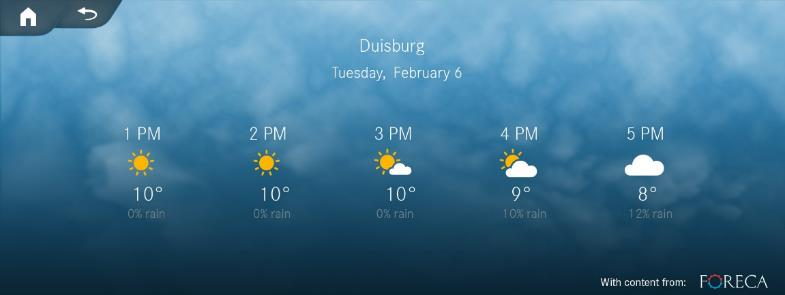 Duisburg
Tuesday, February 6
1 PM 2 PM 3 PM 4 PM 5 PM
10° 10° 10° 9° 8°
0% rain 0% rain 0% rain 10% rain 12% rain
With content from: FORECA